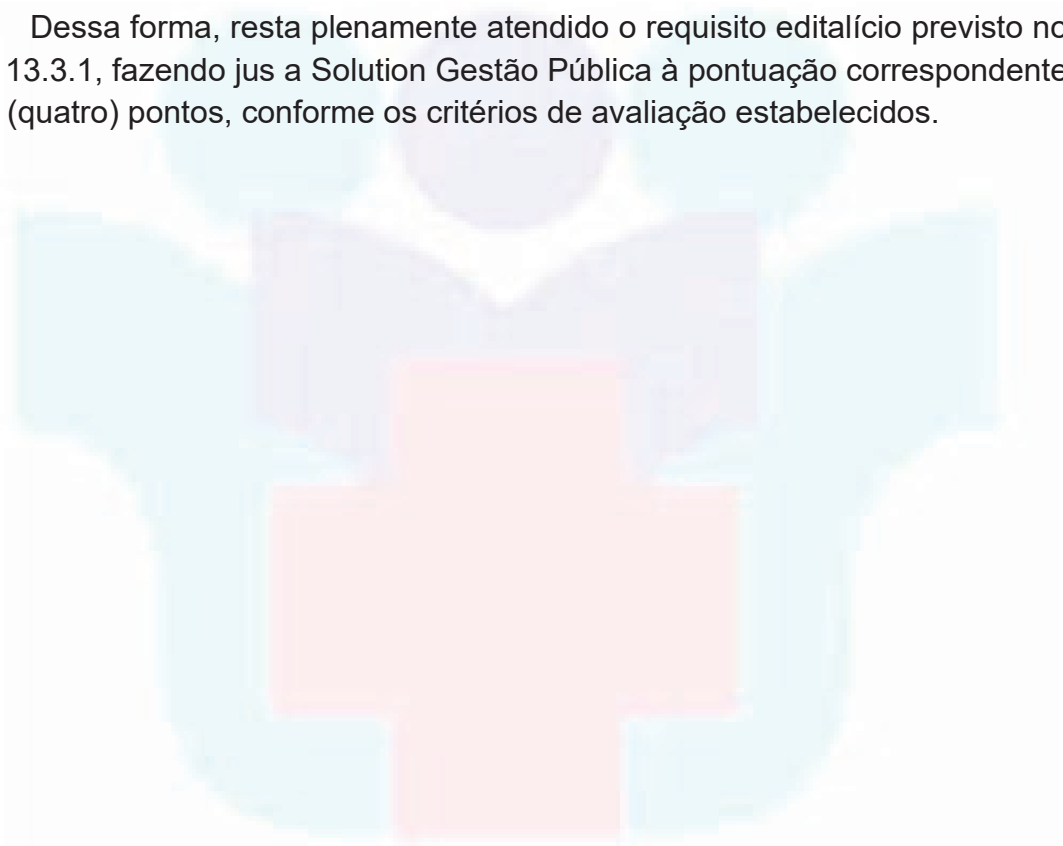 Dessa forma, resta plenamente atendido o requisito editalício previsto no
13.3.1, fazendo jus a Solution Gestão Pública à pontuação correspondente
(quatro) pontos, conforme os critérios de avaliação estabelecidos.